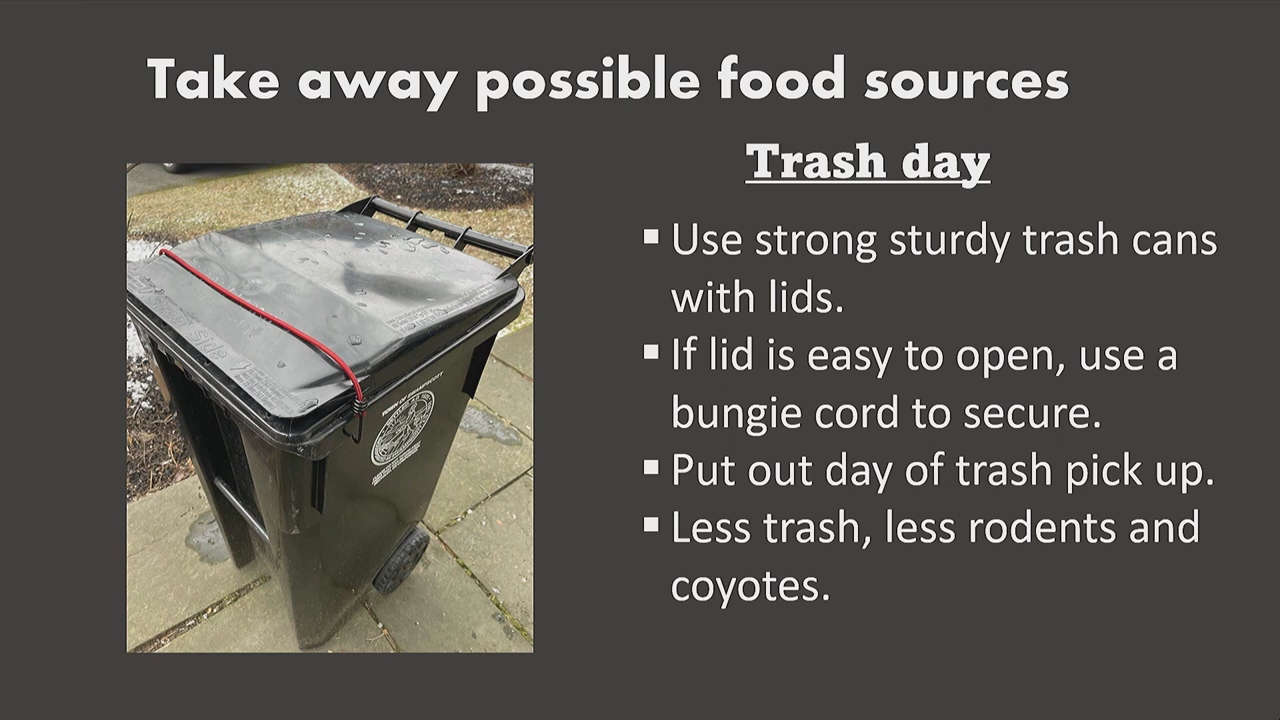 Take away possible food sources
Trash day
▪ Use strong sturdy trash cans
with lids.
▪ If lid is easy to open, use a
bungie cord to secure.
▪ Put out day of trash pick up.
▪ Less trash, less rodents and
coyotes.
Side